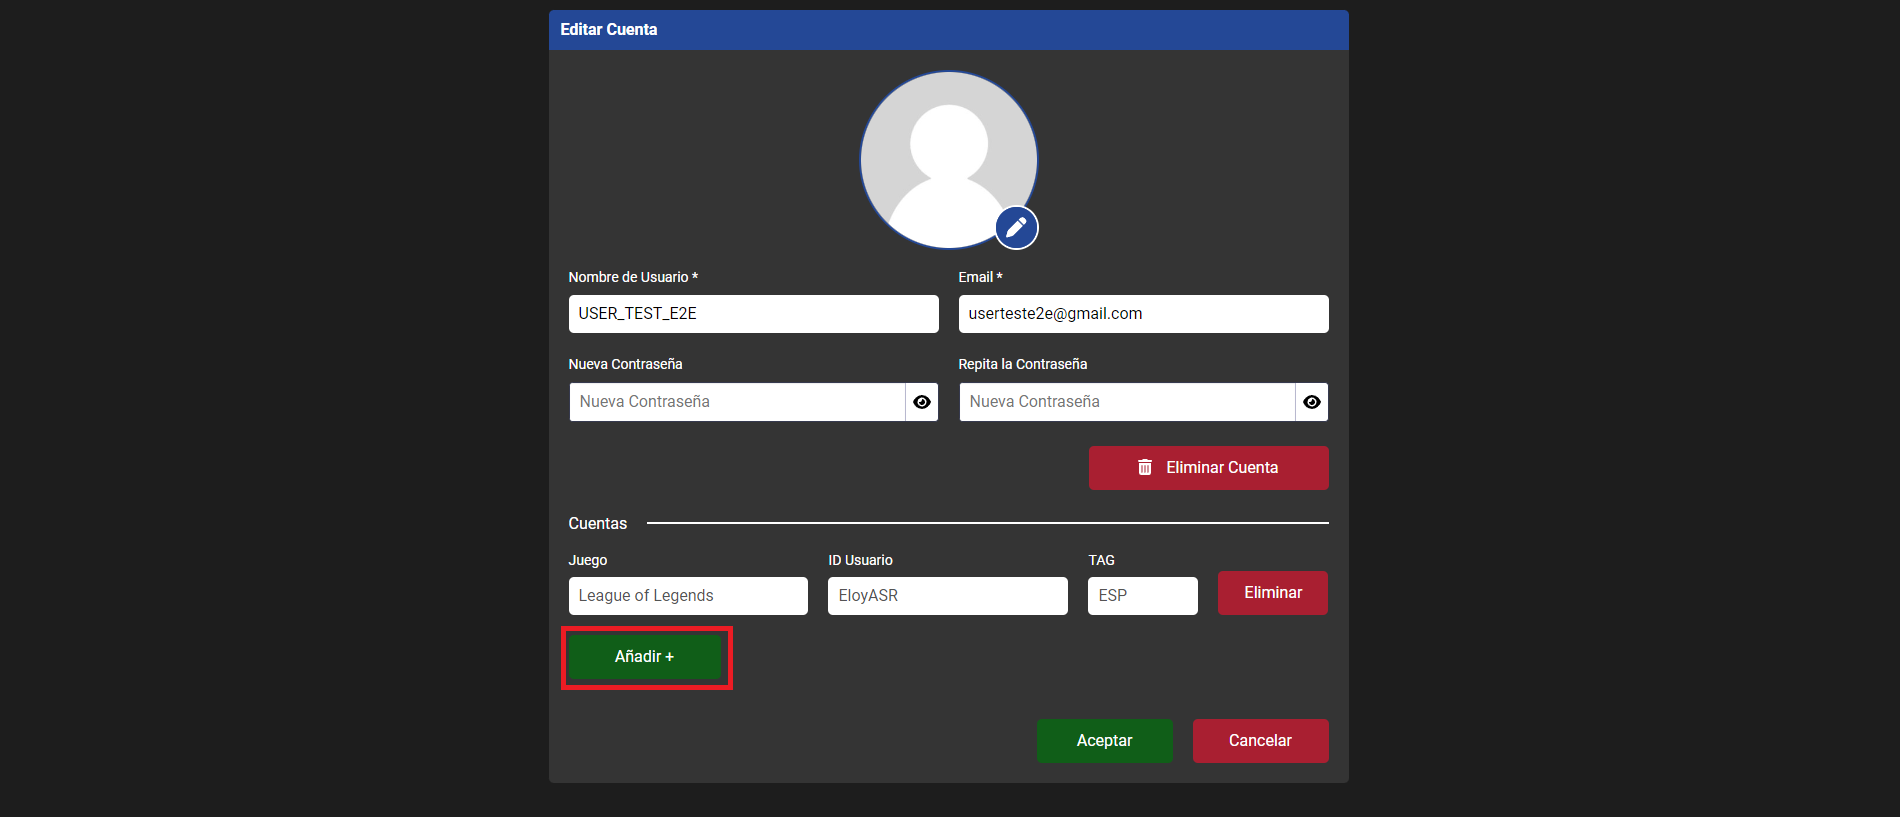 Editar Cuenta
Nombre de Usuario * Email *
USER_TEST_E2E userteste2e@gmail.com
Nueva Contraseña Repita la Contraseña
Nueva Contraseña Nueva Contraseña
Eliminar Cuenta
Cuentas
Juego ID Usuario TAG
League of Legends EloyASR ESP Eliminar
Añadir +
Aceptar Cancelar